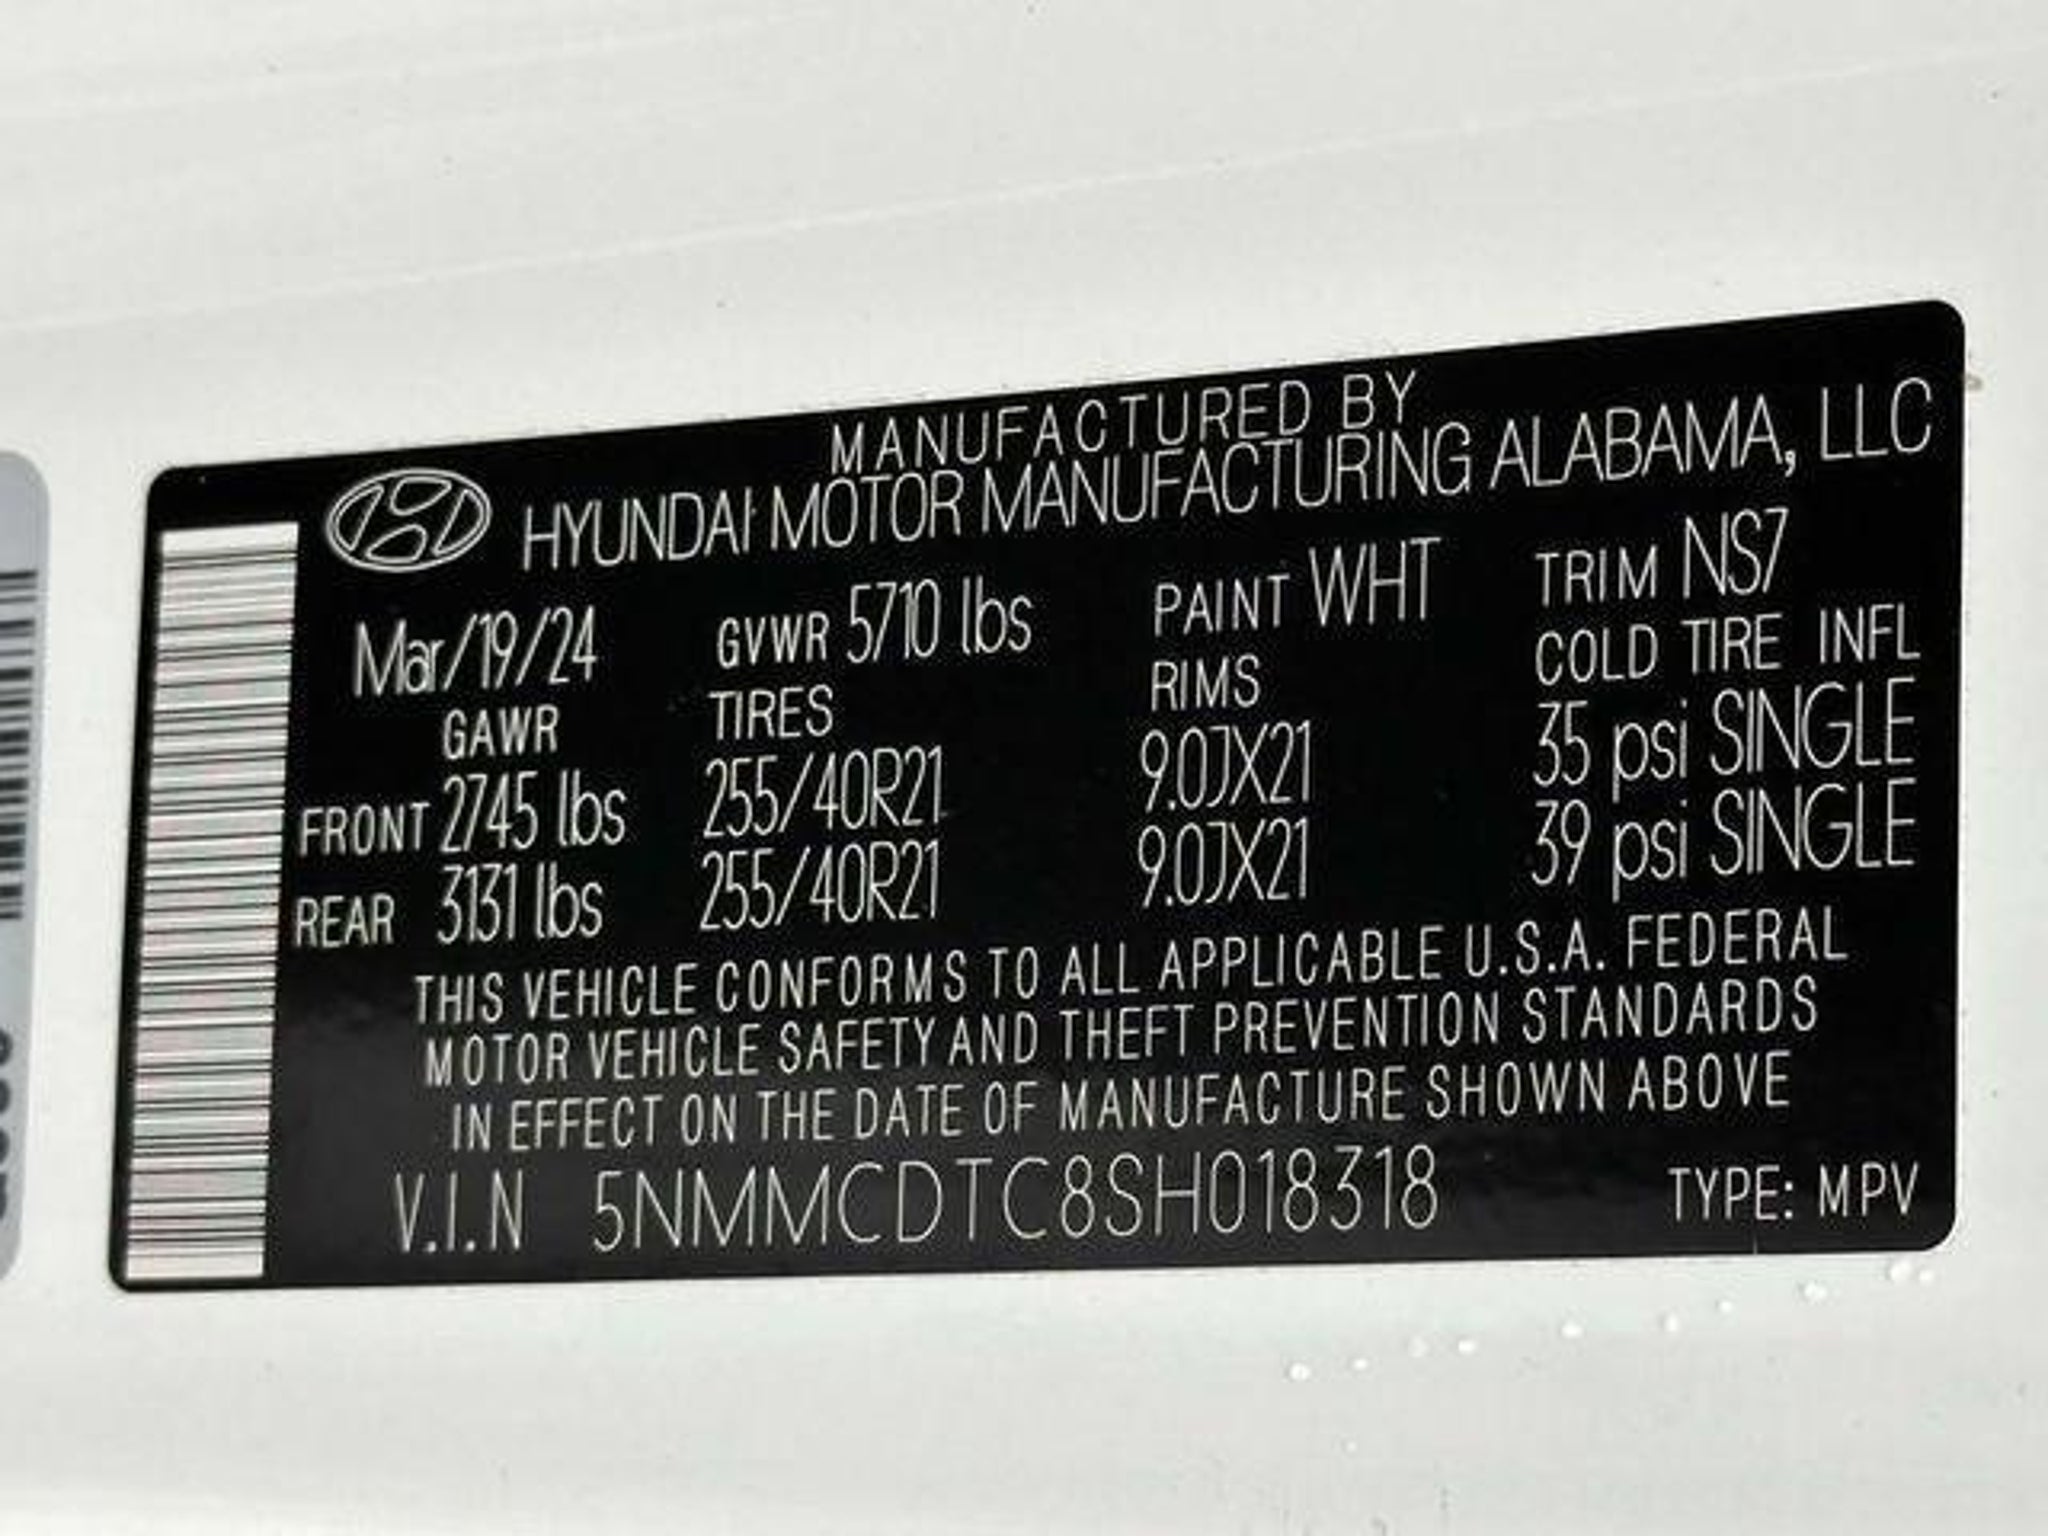 MANUFACTURED BY
HYUNDAI MOTOR MANUFACTURING ALABAMA, LLC
Mar/19/24 GVWR 5710 lbs PAINT WHT TRIM NS7
GAWR TIRES RIMS COLD TIRE INFL
FRONT 2745 lbs 255/40R21 9.0JX21 35 psi SINGLE
REAR 3131 lbs 255/40R21 9.0JX21 39 psi SINGLE
THIS VEHICLE CONFORMS TO ALL APPLICABLE U.S.A. FEDERAL
MOTOR VEHICLE SAFETY AND THEFT PREVENTION STANDARDS
IN EFFECT ON THE DATE OF MANUFACTURE SHOWN ABOVE
V.I.N 5NMMCDTC8SH018318 TYPE: MPV